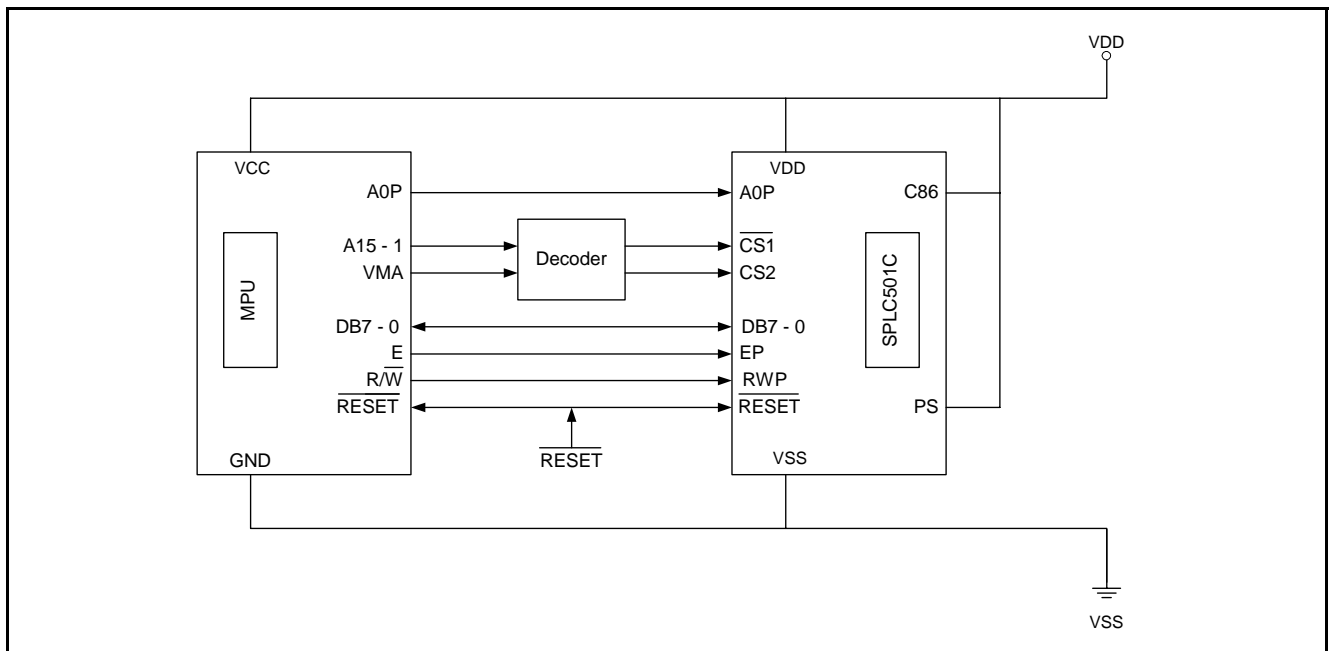 VDD
VCC
VDD
A0P
A0P
C86
A15 - 1
Decoder
CS1
VMA
CS2
MPU
SPLC501C
DB7 - 0
DB7 - 0
E
EP
R/W
RWP
RESET
RESET
PS
RESET
GND
VSS
VSS